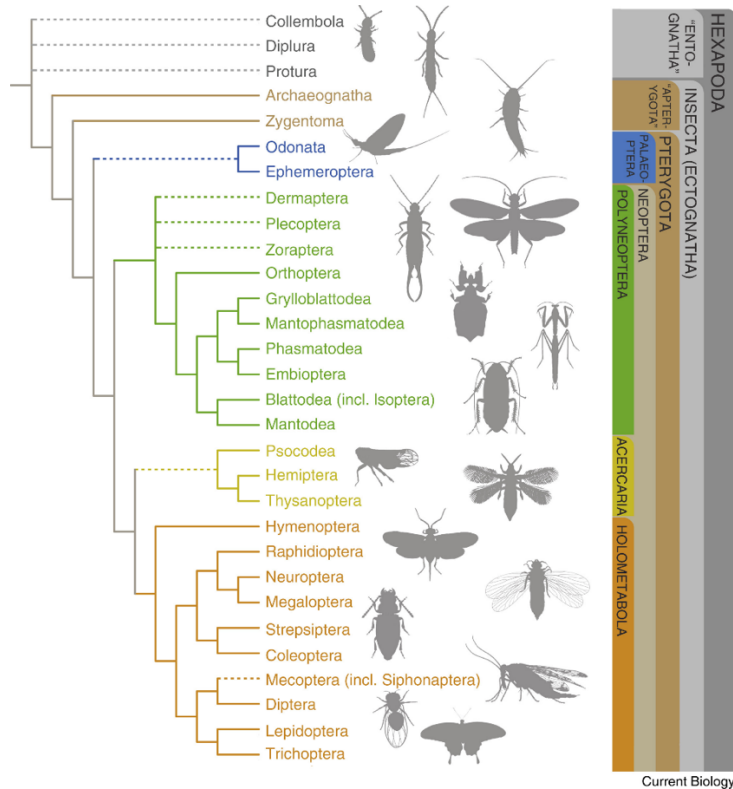 Collembola
Diplura
Protura
Archaeognatha
Zygentoma
Odonata
Ephemeroptera
Dermaptera
Plecoptera
Zoraptera
Orthoptera
Grylloblattodea
Mantophasmatodea
Phasmatodea
Embioptera
Blattodea (incl. Isoptera)
Mantodea
Psocodea
Hemiptera
Thysanoptera
Hymenoptera
Raphidioptera
Neuroptera
Megaloptera
Strepsiptera
Coleoptera
Mecoptera (incl. Siphonaptera)
Diptera
Lepidoptera
Trichoptera
"ENTO-
GNATHA"
HEXAPODA
"APTER-
YGOTA"
INSECTA (ECTOGNATHA)
PALAEO-
PTERA
PTERYGOTA
POLYNEOPTERA
NEOPTERA
ACERCARIA
HOLOMETABOLA
Current Biology